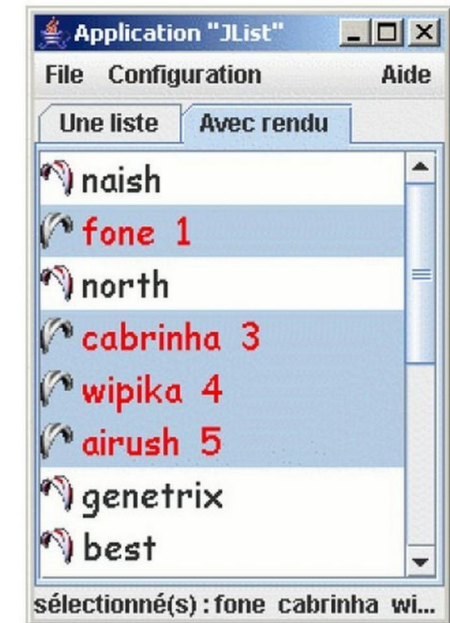 Application "JList"
File Configuration Aide
Une liste Avec rendu
naish
fone 1
north
cabrinha 3
wipika 4
airush 5
genetrix
best
sélectionné(s) : fone cabrinha wi...